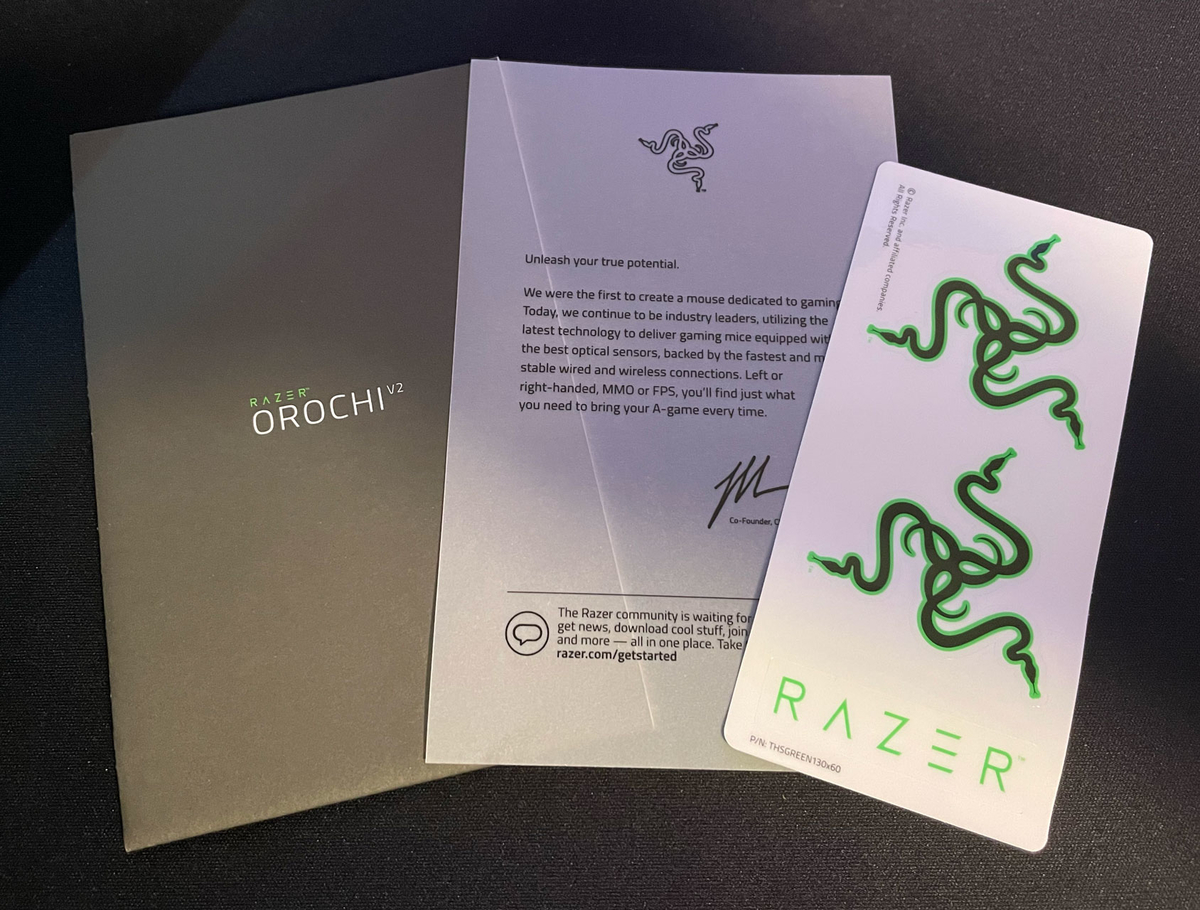 RAZER™
OROCHI V2
Unleash your true potential.
We were the first to create a mouse dedicated to gaming
Today, we continue to be industry leaders, utilizing the
latest technology to deliver gaming mice equipped with
the best optical sensors, backed by the fastest and m
stable wired and wireless connections. Left or
right-handed, MMO or FPS, you'll find just what
you need to bring your A-game every time.
Co-Founder, C
The Razer community is waiting for
get news, download cool stuff, join
and more — all in one place. Take
razer.com/getstarted
© Razer Inc. and affiliated companies.
All Rights Reserved.
RAZER™
P/N: THSGREEN130x60